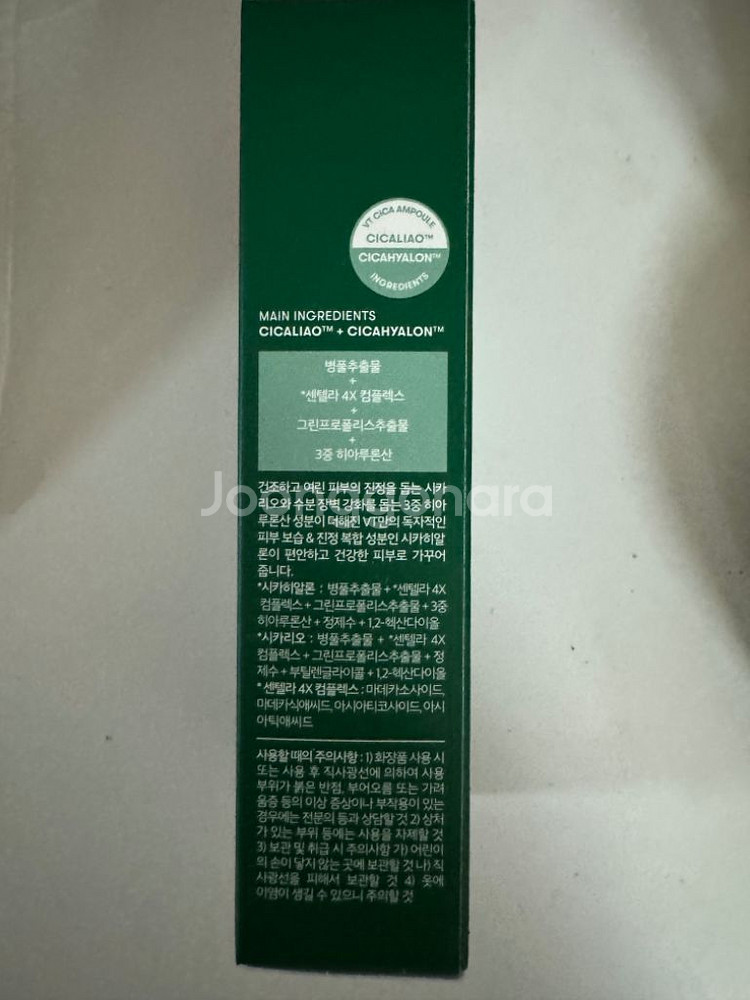 VT CICA AMPOULE
CICALIAO™
CICAHYALON™
INGREDIENTS
MAIN INGREDIENTS
CICALIAO™ + CICAHYALON™
병풀추출물
+
*센텔라 4X 컴플렉스
+
그린프로폴리스추출물
+
3중 히아루론산
건조하고 여린 피부의 진정을 돕는 시카
리오와 수분 장벽 강화를 돕는 3중 히아
루론산 성분이 더해진 VT만의 독자적인
피부 보습 & 진정 복합 성분인 시카히알
론이 편안하고 건강한 피부로 가꾸어
줍니다.
*시카히알론 : 병풀추출물 + *센텔라 4X
컴플렉스 + 그린프로폴리스추출물 + 3중
히아루론산 + 정제수 + 1,2-헥산다이올
*시카리오 : 병풀추출물 + *센텔라 4X
컴플렉스 + 그린프로폴리스추출물 + 정
제수 + 부틸렌글라이콜 + 1,2-헥산다이올
* 센텔라 4X 컴플렉스 : 마데카소사이드,
마데카식애씨드, 아시아티코사이드, 아시
아틱애씨드
사용할 때의 주의사항 : 1) 화장품 사용 시
또는 사용 후 직사광선에 의하여 사용
부위가 붉은 반점, 부어오름 또는 가려
움증 등의 이상 증상이나 부작용이 있는
경우에는 전문의 등과 상담할 것 2) 상처
가 있는 부위 등에는 사용을 자제할 것
3) 보관 및 취급 시 주의사항 가) 어린이
의 손이 닿지 않는 곳에 보관할 것 나) 직
사광선을 피해서 보관할 것 4) 옷에
이염이 생길 수 있으니 주의할 것
Joonggonara